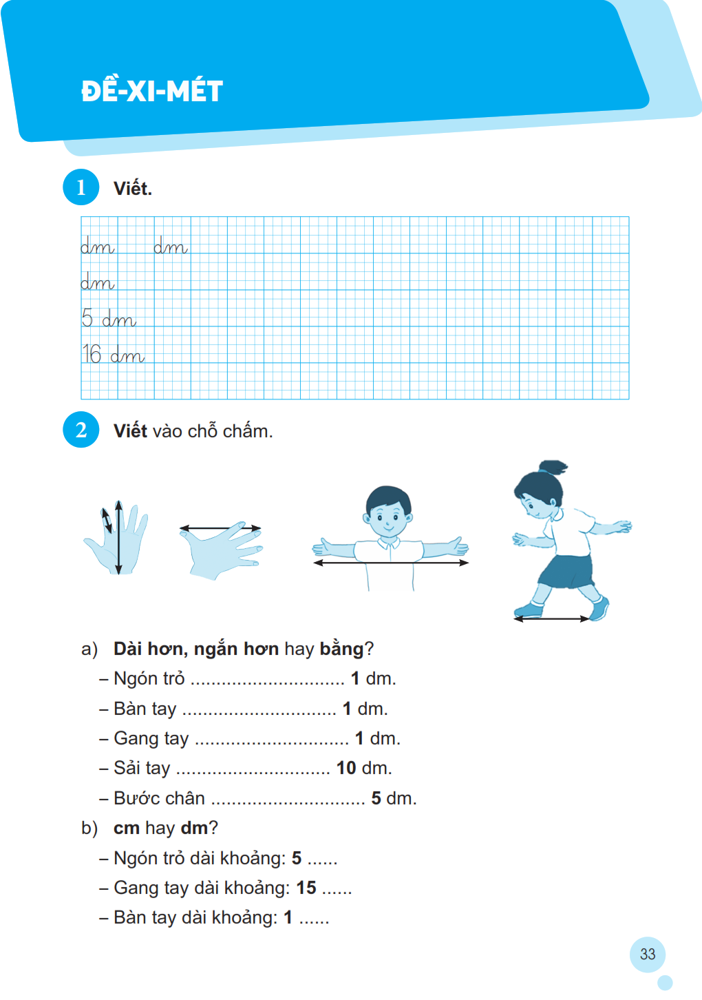 ĐỀ-XI-MÉT
1 Viết.
dm dm
dm
5 dm
16 dm
2 Viết vào chỗ chấm.
a) Dài hơn, ngắn hơn hay bằng?
– Ngón trỏ .............................. 1 dm.
– Bàn tay .............................. 1 dm.
– Gang tay .............................. 1 dm.
– Sải tay .............................. 10 dm.
– Bước chân .............................. 5 dm.
b) cm hay dm?
– Ngón trỏ dài khoảng: 5 ......
– Gang tay dài khoảng: 15 ......
– Bàn tay dài khoảng: 1 ......
33